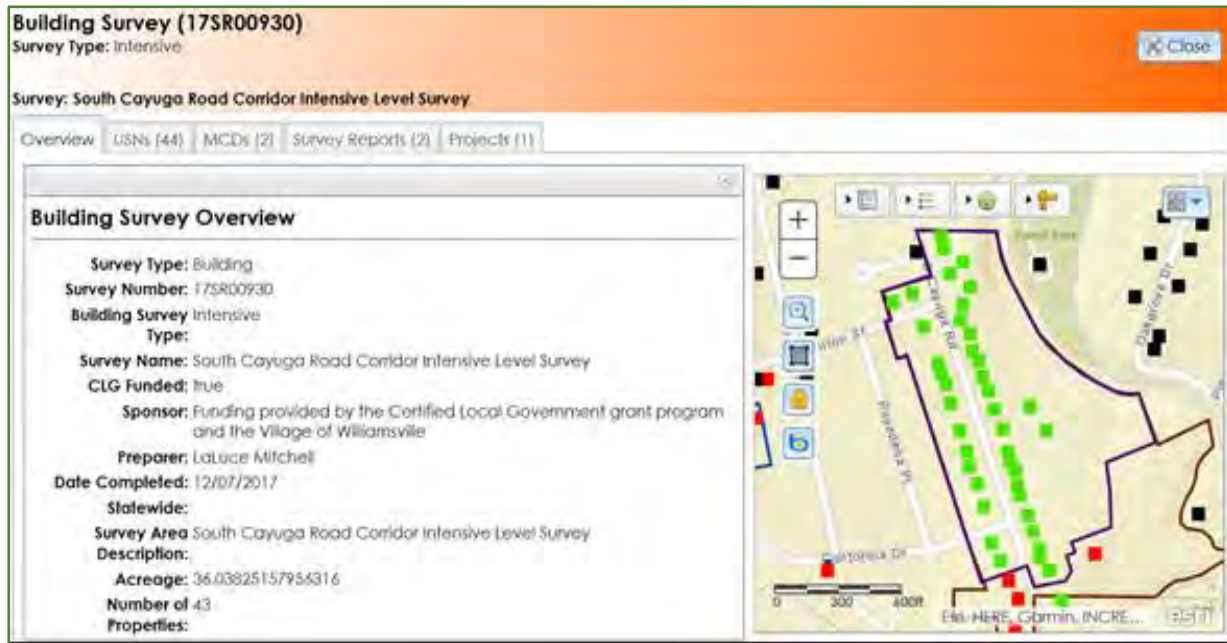 Building Survey (17SR00930)
Survey Type: Intensive
Close
Survey: South Cayuga Road Corridor Intensive Level Survey
Overview USNs (44) MCDs (2) Survey Reports (2) Projects (1)
Building Survey Overview
Survey Type: Building
Survey Number: 17SR00930
Building Survey Intensive
Type:
Survey Name: South Cayuga Road Corridor Intensive Level Survey
CLG Funded: true
Sponsor: Funding provided by the Certified Local Government grant program
and the Village of Williamsville
Preparer: LaLuce Mitchell
Date Completed: 12/07/2017
Statewide:
Survey Area South Cayuga Road Corridor Intensive Level Survey
Description:
Acreage: 36.03825157956316
Number of 43
Properties:
+
−
Cayuga Rd
Oakgrove Dr
0 300 600ft
Esri, HERE, Garmin, INCRE...
esri